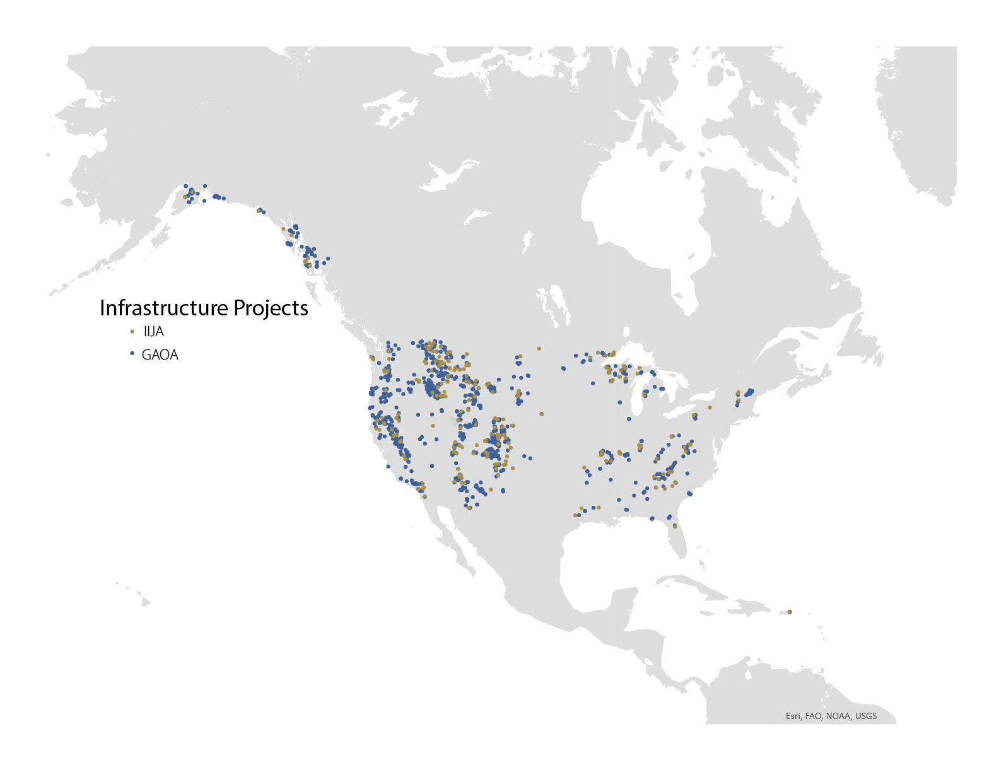 Infrastructure Projects
IIJA
GAOA
Esri, FAO, NOAA, USGS